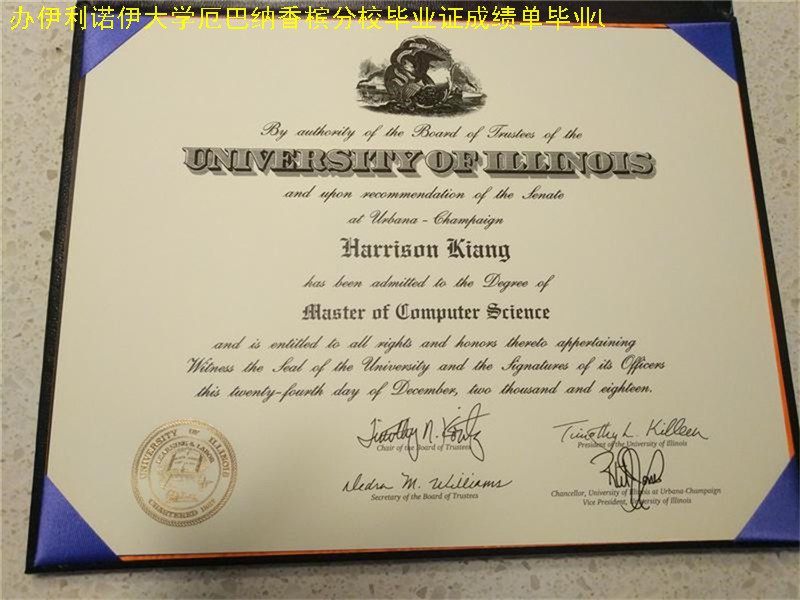 办伊利诺伊大学厄巴纳香槟分校毕业证成绩单毕业
By authority of the Board of Trustees of the
UNIVERSITY OF ILLINOIS
and upon recommendation of the Senate
at Urbana - Champaign
Harrison Kiang
has been admitted to the Degree of
Master of Computer Science
and is entitled to all rights and honors thereto appertaining
Witness the Seal of the University and the Signatures of its Officers
this twenty-fourth day of December, two thousand and eighteen.
UNIVERSITY OF ILLINOIS
LEARNING & LABOR
CHARTERED 1867
Timothy N. Koritz
Chair of the Board of Trustees
Timothy L. Killeen
President of the University of Illinois
Dedra M. Williams
Secretary of the Board of Trustees
Chancellor, University of Illinois at Urbana Champaign
Vice President, University of Illinois